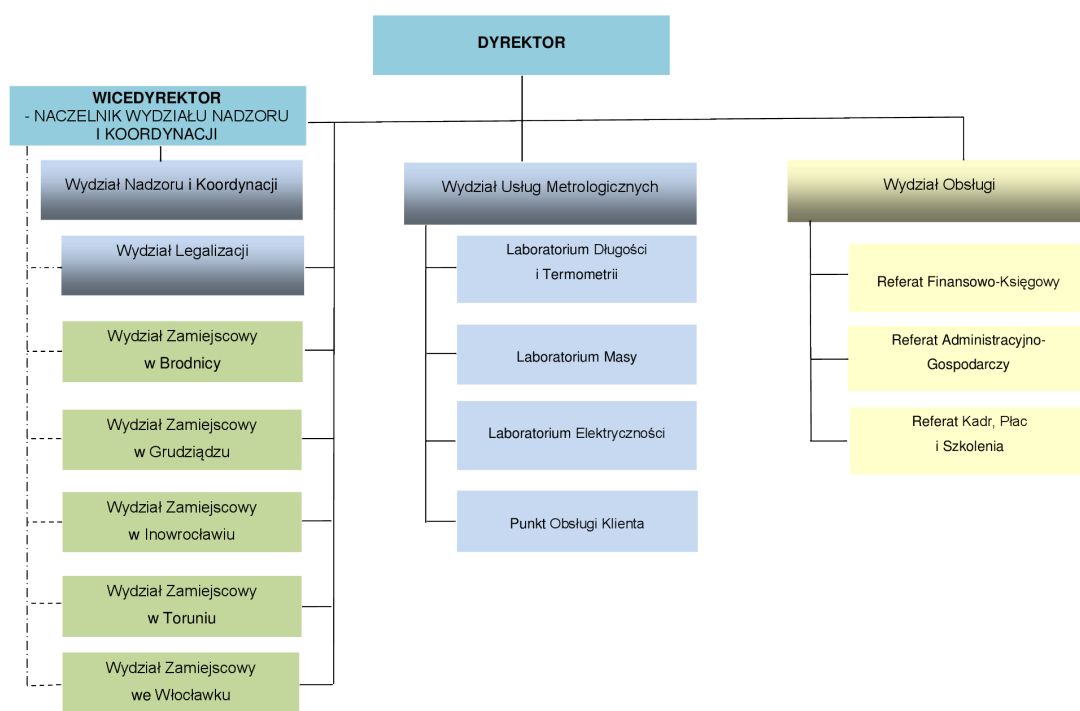 DYREKTOR
WICEDYREKTOR
- NACZELNIK WYDZIAŁU NADZORU
I KOORDYNACJI
Wydział Nadzoru i Koordynacji
Wydział Legalizacji
Wydział Zamiejscowy
w Brodnicy
Wydział Zamiejscowy
w Grudziądzu
Wydział Zamiejscowy
w Inowrocławiu
Wydział Zamiejscowy
w Toruniu
Wydział Zamiejscowy
we Włocławku
Wydział Usług Metrologicznych
Laboratorium Długości
i Termometrii
Laboratorium Masy
Laboratorium Elektryczności
Punkt Obsługi Klienta
Wydział Obsługi
Referat Finansowo-Księgowy
Referat Administracyjno-
Gospodarczy
Referat Kadr, Płac
i Szkolenia